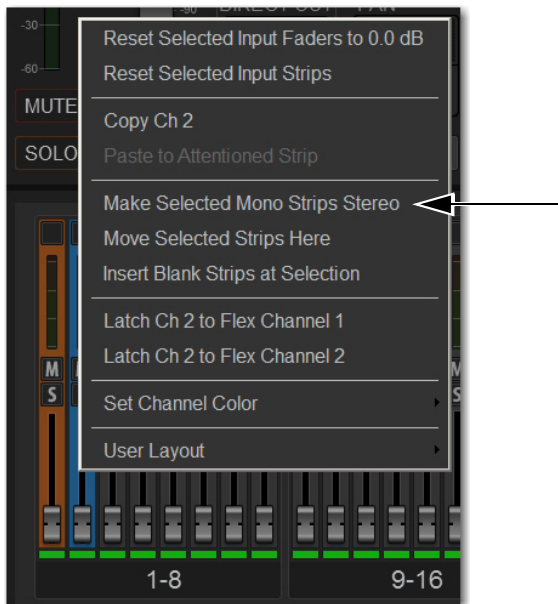 -30
-90 DIRECT OUT PAN
-60
Reset Selected Input Faders to 0.0 dB
Reset Selected Input Strips
MUTE
Copy Ch 2
SOLO
Paste to Attentioned Strip
Make Selected Mono Strips Stereo
Move Selected Strips Here
Insert Blank Strips at Selection
Latch Ch 2 to Flex Channel 1
Latch Ch 2 to Flex Channel 2
M
S
Set Channel Color
User Layout
1-8
9-16